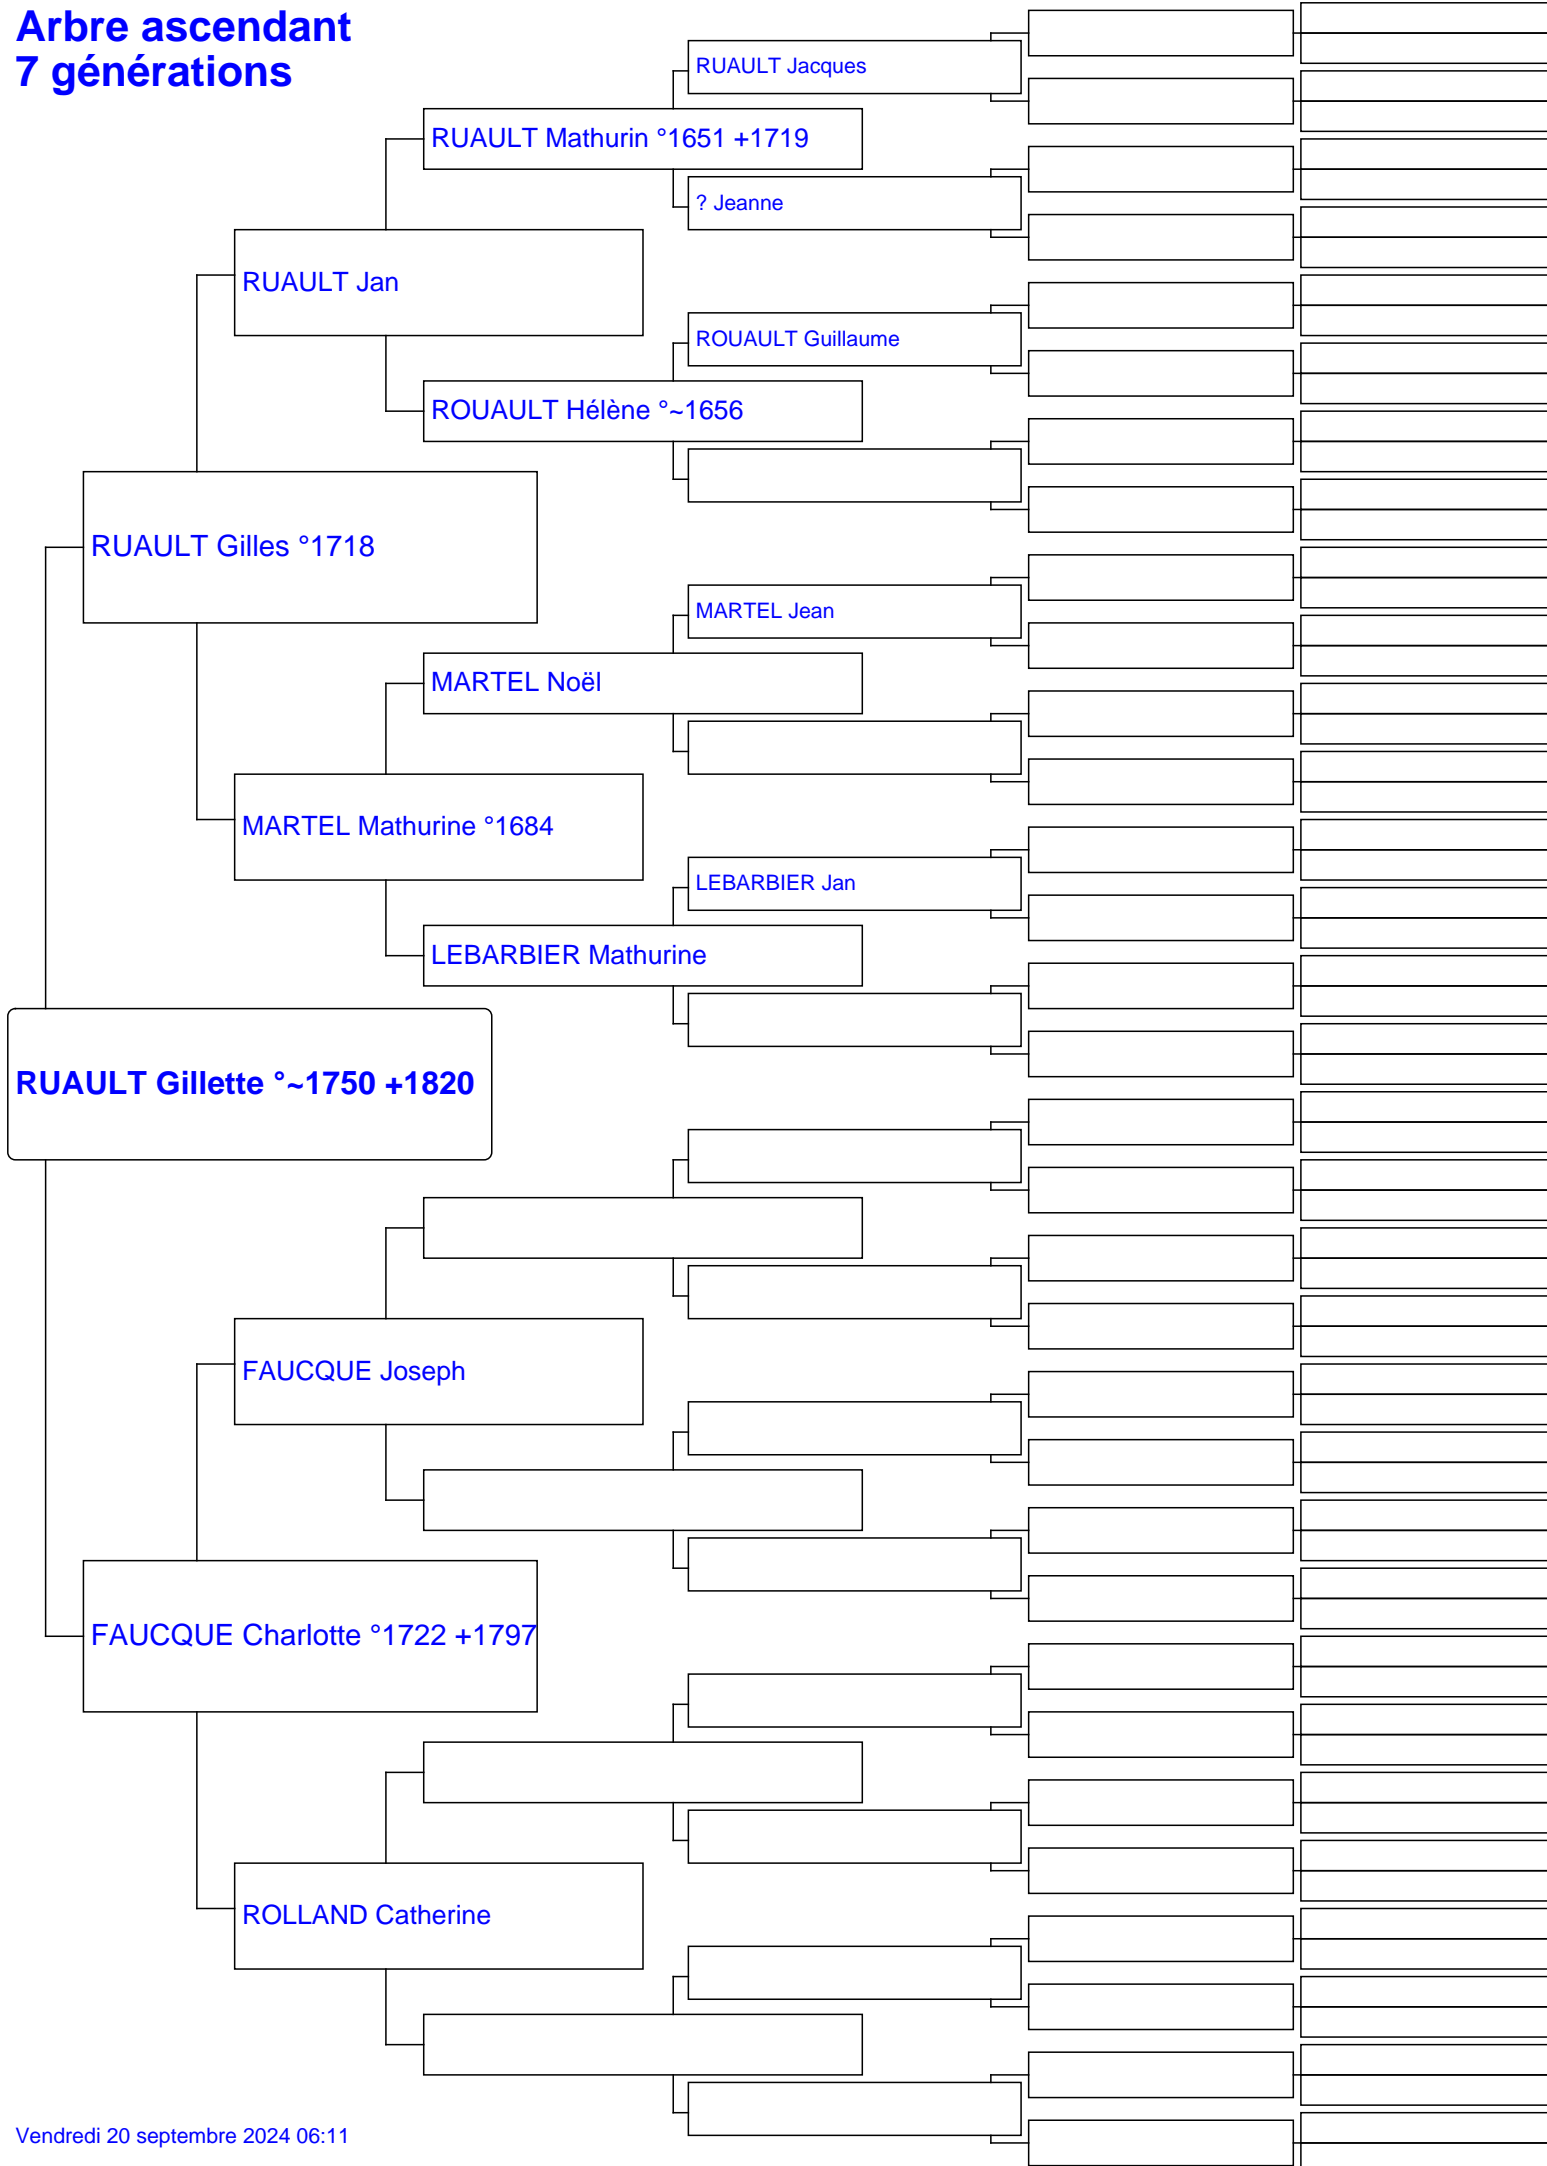 Arbre ascendant
7 générations
RUAULT Jacques
RUAULT Mathurin °1651 +1719
? Jeanne
RUAULT Jan
ROUAULT Guillaume
ROUAULT Hélène °~1656
RUAULT Gilles °1718
MARTEL Jean
MARTEL Noël
MARTEL Mathurine °1684
LEBARBIER Jan
LEBARBIER Mathurine
RUAULT Gillette °~1750 +1820
FAUCQUE Joseph
FAUCQUE Charlotte °1722 +1797
ROLLAND Catherine
Vendredi 20 septembre 2024 06:11